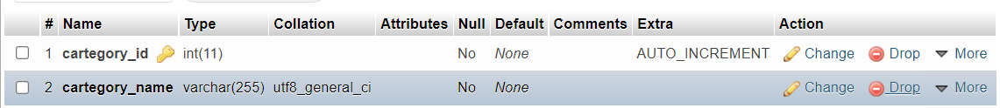 # Name Type Collation Attributes Null Default Comments Extra Action
1 cartegory_id int(11) No None AUTO_INCREMENT Change Drop More
2 cartegory_name varchar(255) utf8_general_ci No None Change Drop More